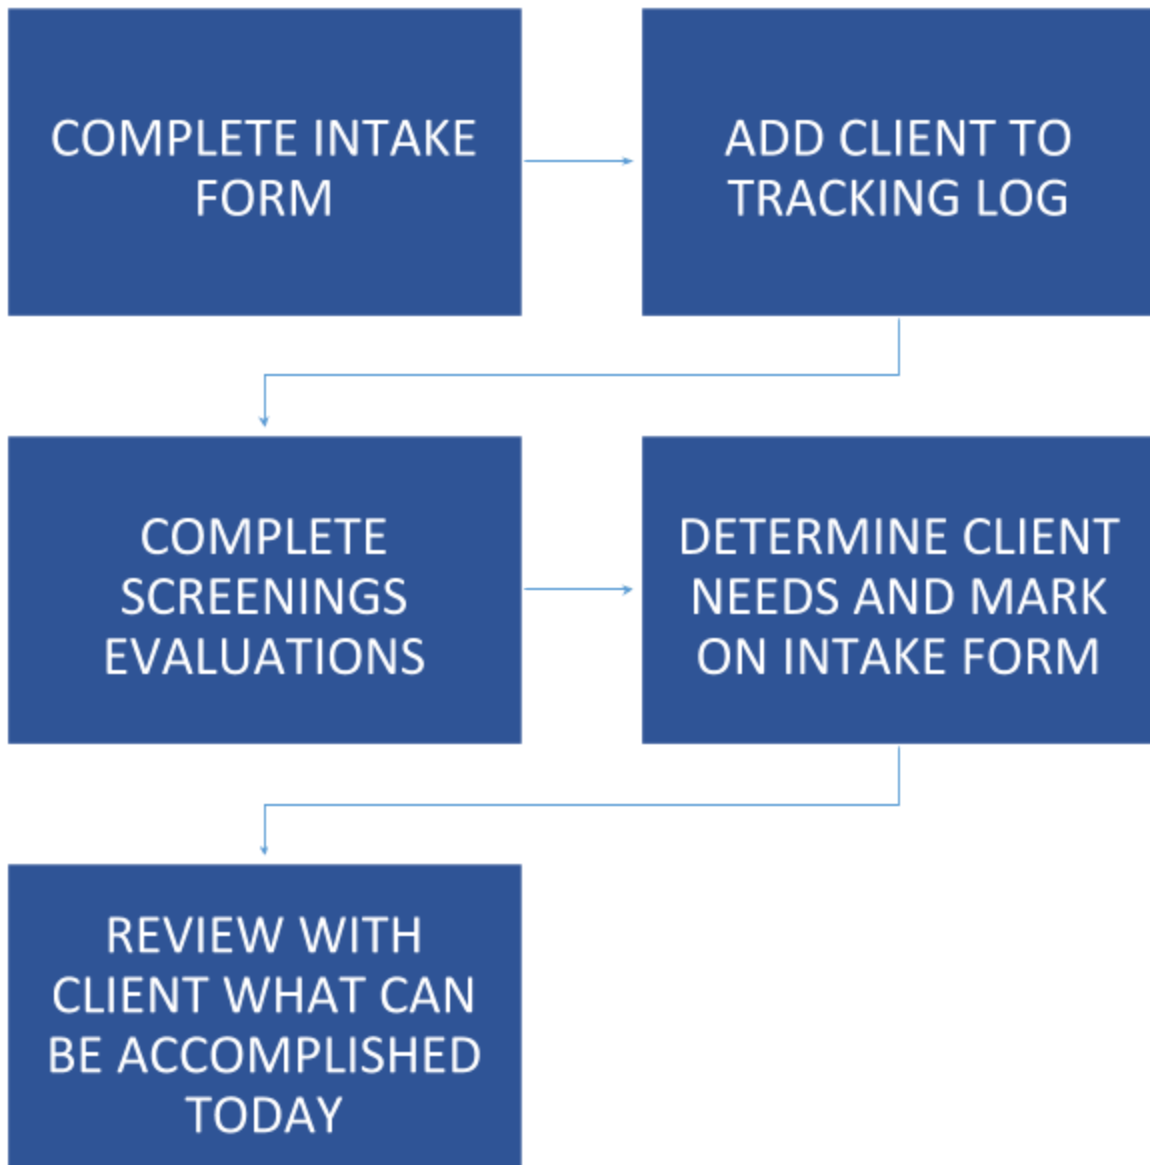 COMPLETE INTAKE
FORM
ADD CLIENT TO
TRACKING LOG
COMPLETE
SCREENINGS
EVALUATIONS
DETERMINE CLIENT
NEEDS AND MARK
ON INTAKE FORM
REVIEW WITH
CLIENT WHAT CAN
BE ACCOMPLISHED
TODAY